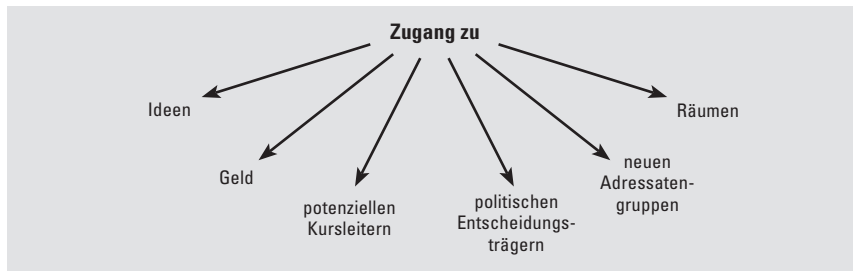 Zugang zu
Ideen
Geld
potenziellen
Kursleitern
politischen
Entscheidungs-
trägern
neuen
Adressaten-
gruppen
Räumen